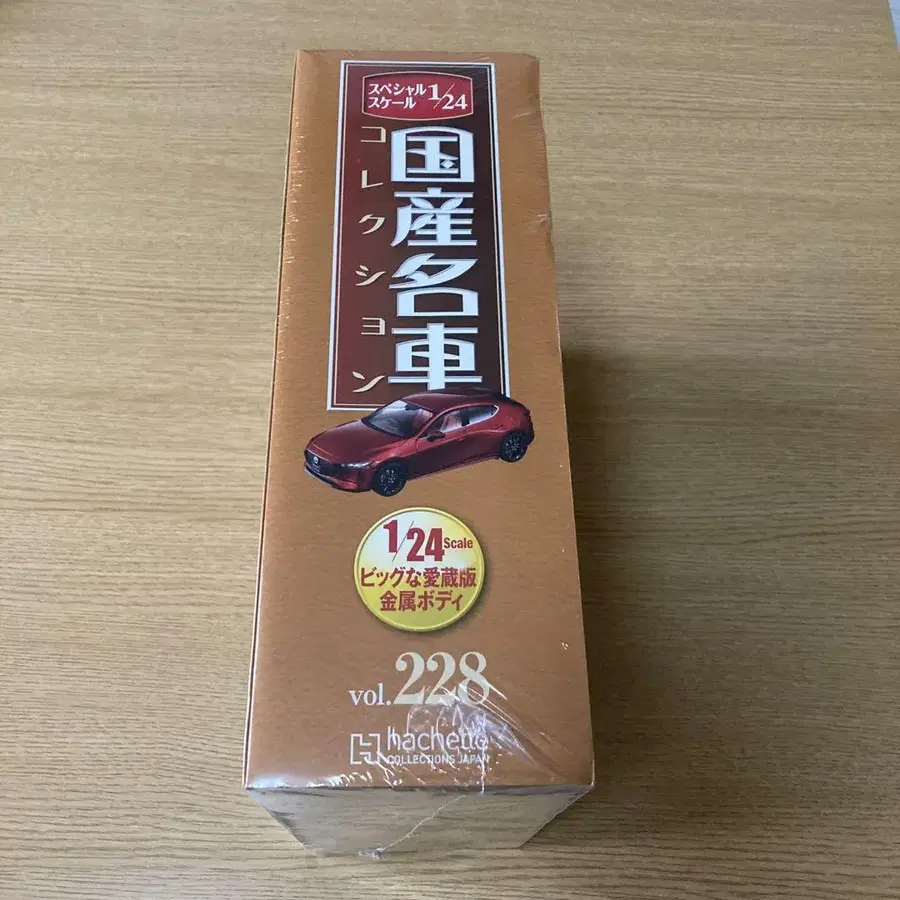 スペシャル
スケール 1/24
国産名車
コレクション
1/24 Scale
ビッグな愛蔵版
金属ボディ
vol.228
hachette
COLLECTIONS JAPAN